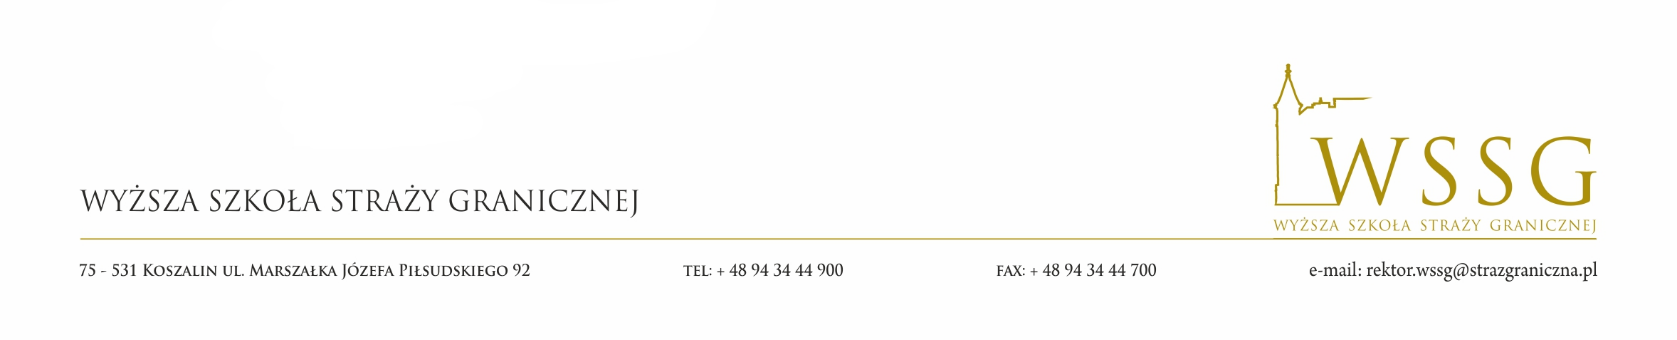 WSSG
WYŻSZA SZKOŁA STRAŻY GRANICZNEJ
WYŻSZA SZKOŁA STRAŻY GRANICZNEJ
75 - 531 KOSZALIN UL. MARSZAŁKA JÓZEFA PIŁSUDSKIEGO 92 TEL: + 48 94 34 44 900 FAX: + 48 94 34 44 700 e-mail: rektor.wssg@strazgraniczna.pl